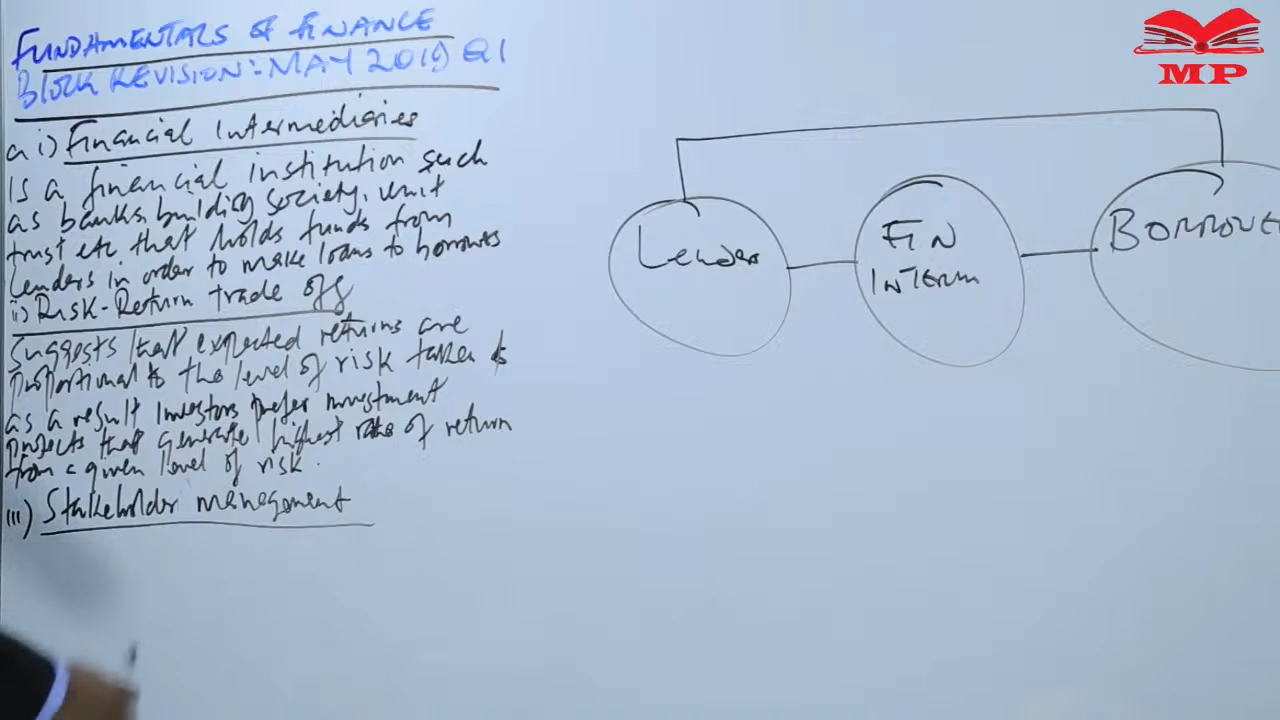 FUNDAMENTALS OF FINANCE
BLOCK REVISION:- MAY 2019 Q1
a i) Financial Intermediaries
Is a financial institution such
as banks, building society, unit
trust etc that holds funds from
lenders in order to make loans to borrowers
ii) Risk-Return trade off
Suggests that expected returns are
proportional to the level of risk taken &
as a result investors prefer investment
projects that generate highest rate of return
from a given level of risk.
iii) Stakeholder management
Lender
FIN
INTERM
BORROWE
MP